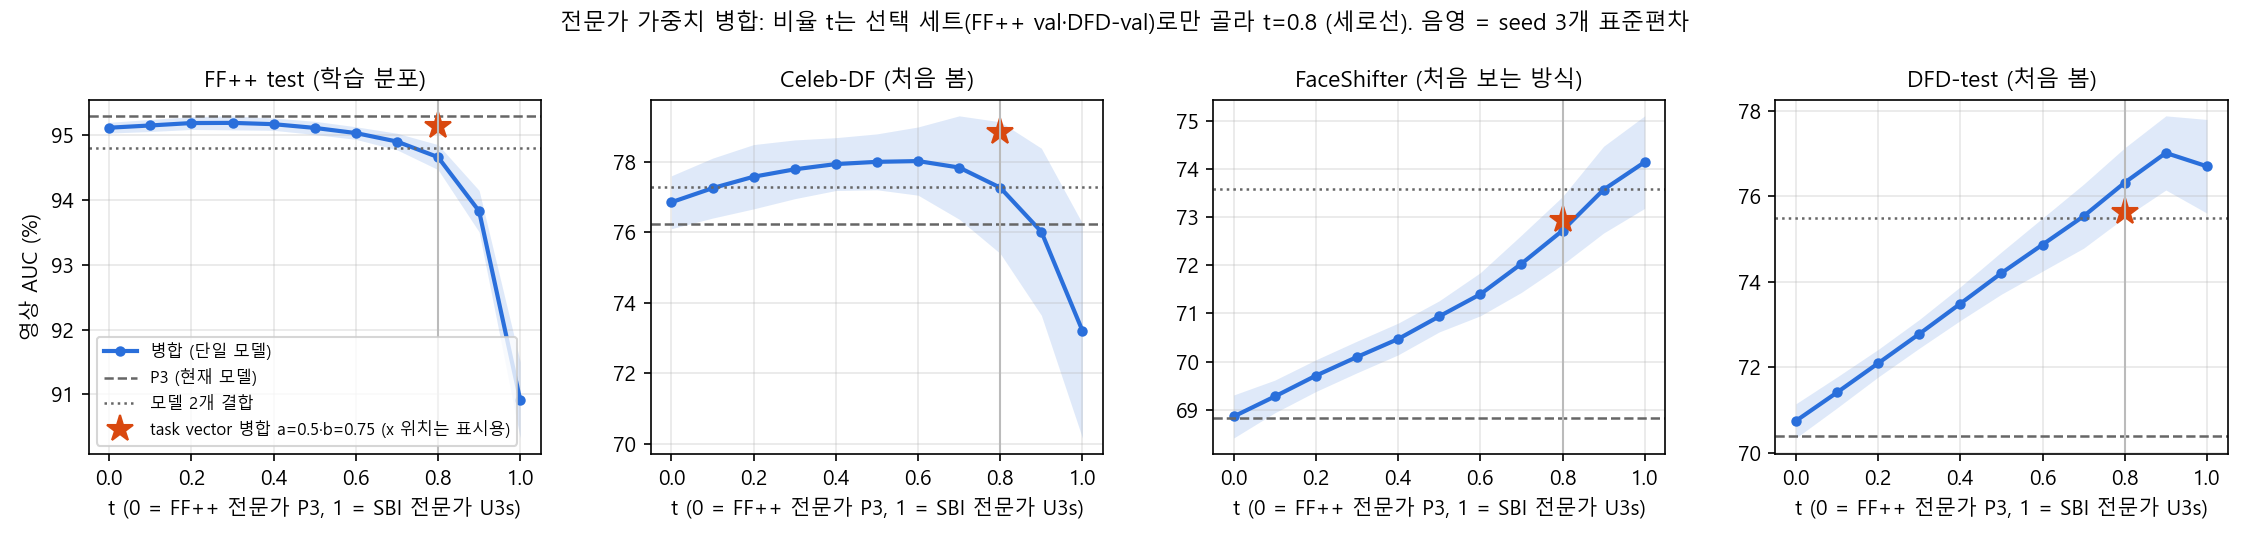 전문가 가중치 병합: 비율 t는 선택 세트(FF++ val·DFD-val)로만 골라 t=0.8 (세로선). 음영 = seed 3개 표준편차
FF++ test (학습 분포)
영상 AUC (%)
95
94
93
92
91
병합 (단일 모델)
P3 (현재 모델)
모델 2개 결합
task vector 병합 a=0.5·b=0.75 (x 위치는 표시용)
0.0 0.2 0.4 0.6 0.8 1.0
t (0 = FF++ 전문가 P3, 1 = SBI 전문가 U3s)
Celeb-DF (처음 봄)
78
76
74
72
70
0.0 0.2 0.4 0.6 0.8 1.0
t (0 = FF++ 전문가 P3, 1 = SBI 전문가 U3s)
FaceShifter (처음 보는 방식)
75
74
73
72
71
70
69
0.0 0.2 0.4 0.6 0.8 1.0
t (0 = FF++ 전문가 P3, 1 = SBI 전문가 U3s)
DFD-test (처음 봄)
78
76
74
72
70
0.0 0.2 0.4 0.6 0.8 1.0
t (0 = FF++ 전문가 P3, 1 = SBI 전문가 U3s)